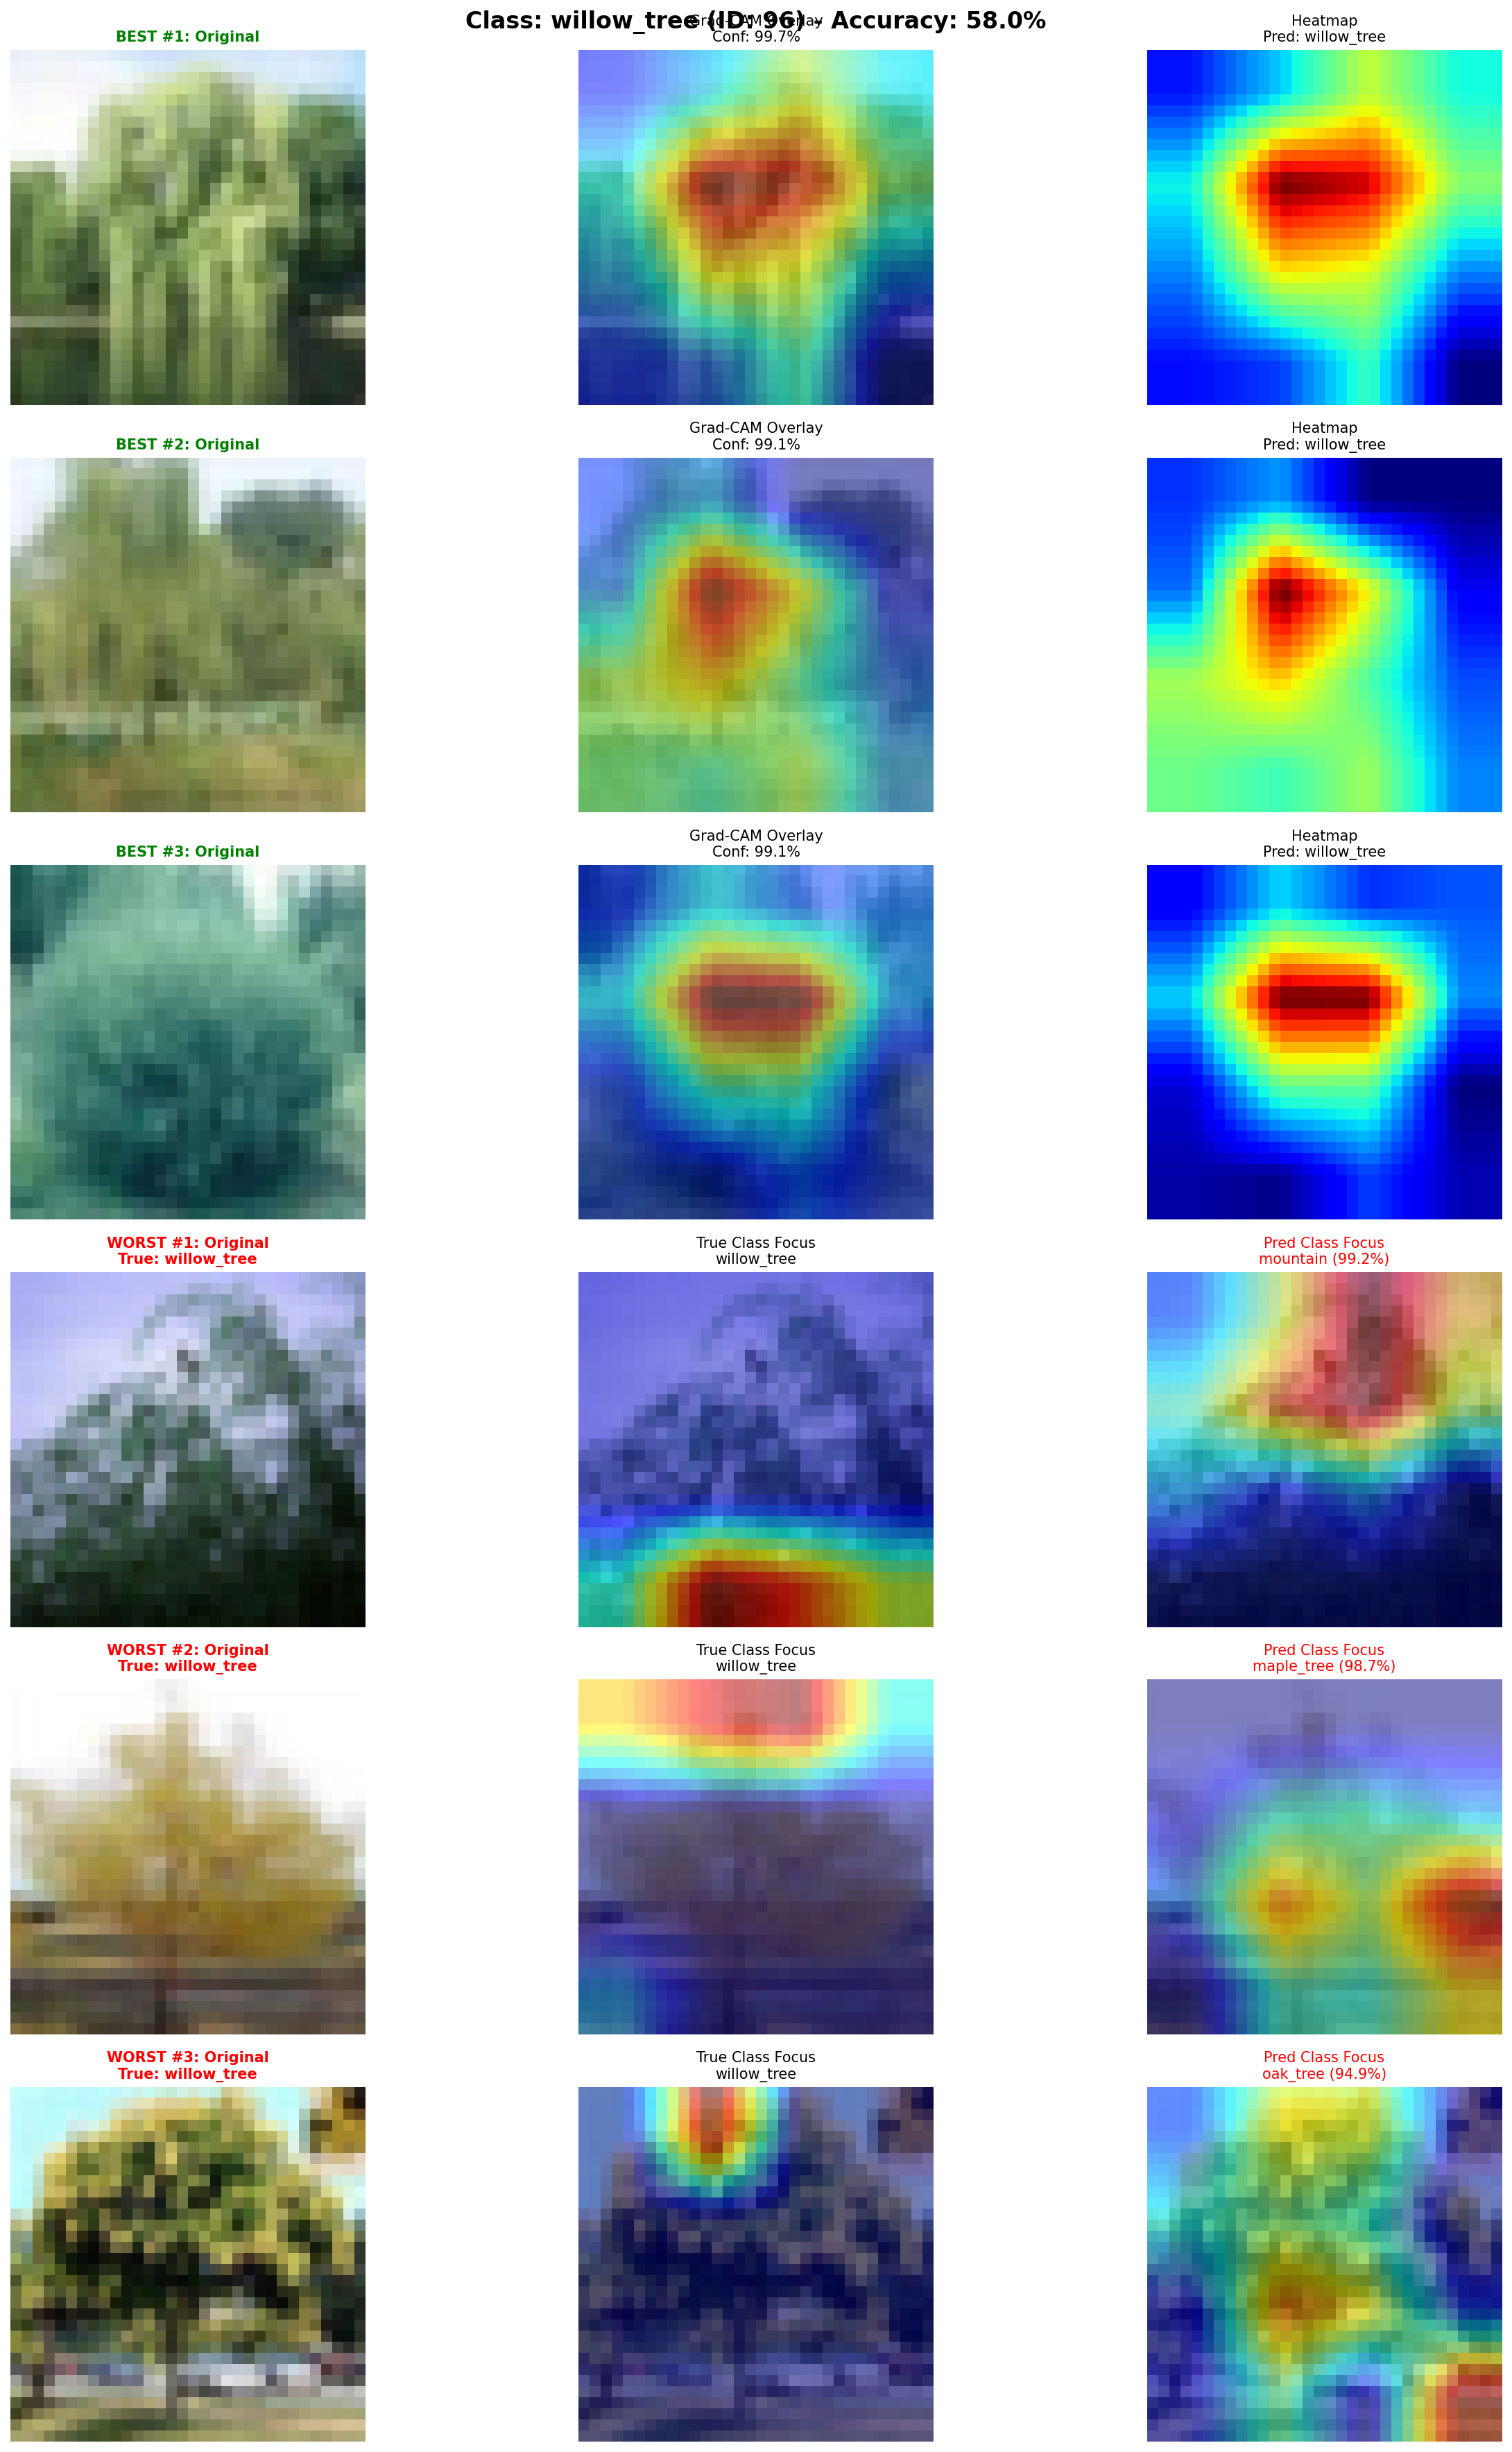 Class: willow_tree (ID: 96) - Accuracy: 58.0%
BEST #1: Original
Grad-CAM Overlay
Conf: 99.7%
Heatmap
Pred: willow_tree
BEST #2: Original
Grad-CAM Overlay
Conf: 99.1%
Heatmap
Pred: willow_tree
BEST #3: Original
Grad-CAM Overlay
Conf: 99.1%
Heatmap
Pred: willow_tree
WORST #1: Original
True: willow_tree
True Class Focus
willow_tree
Pred Class Focus
mountain (99.2%)
WORST #2: Original
True: willow_tree
True Class Focus
willow_tree
Pred Class Focus
maple_tree (98.7%)
WORST #3: Original
True: willow_tree
True Class Focus
willow_tree
Pred Class Focus
oak_tree (94.9%)